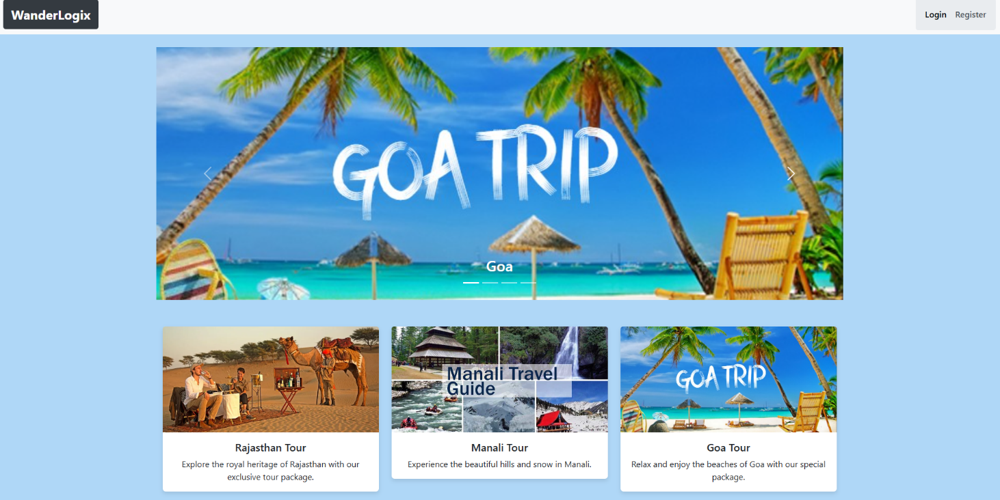 WanderLogix
Login Register
GOA TRIP
Goa
Manali Travel
Guide
GOA TRIP
Rajasthan Tour
Explore the royal heritage of Rajasthan with our
exclusive tour package.
Manali Tour
Experience the beautiful hills and snow in Manali.
Goa Tour
Relax and enjoy the beaches of Goa with our special
package.